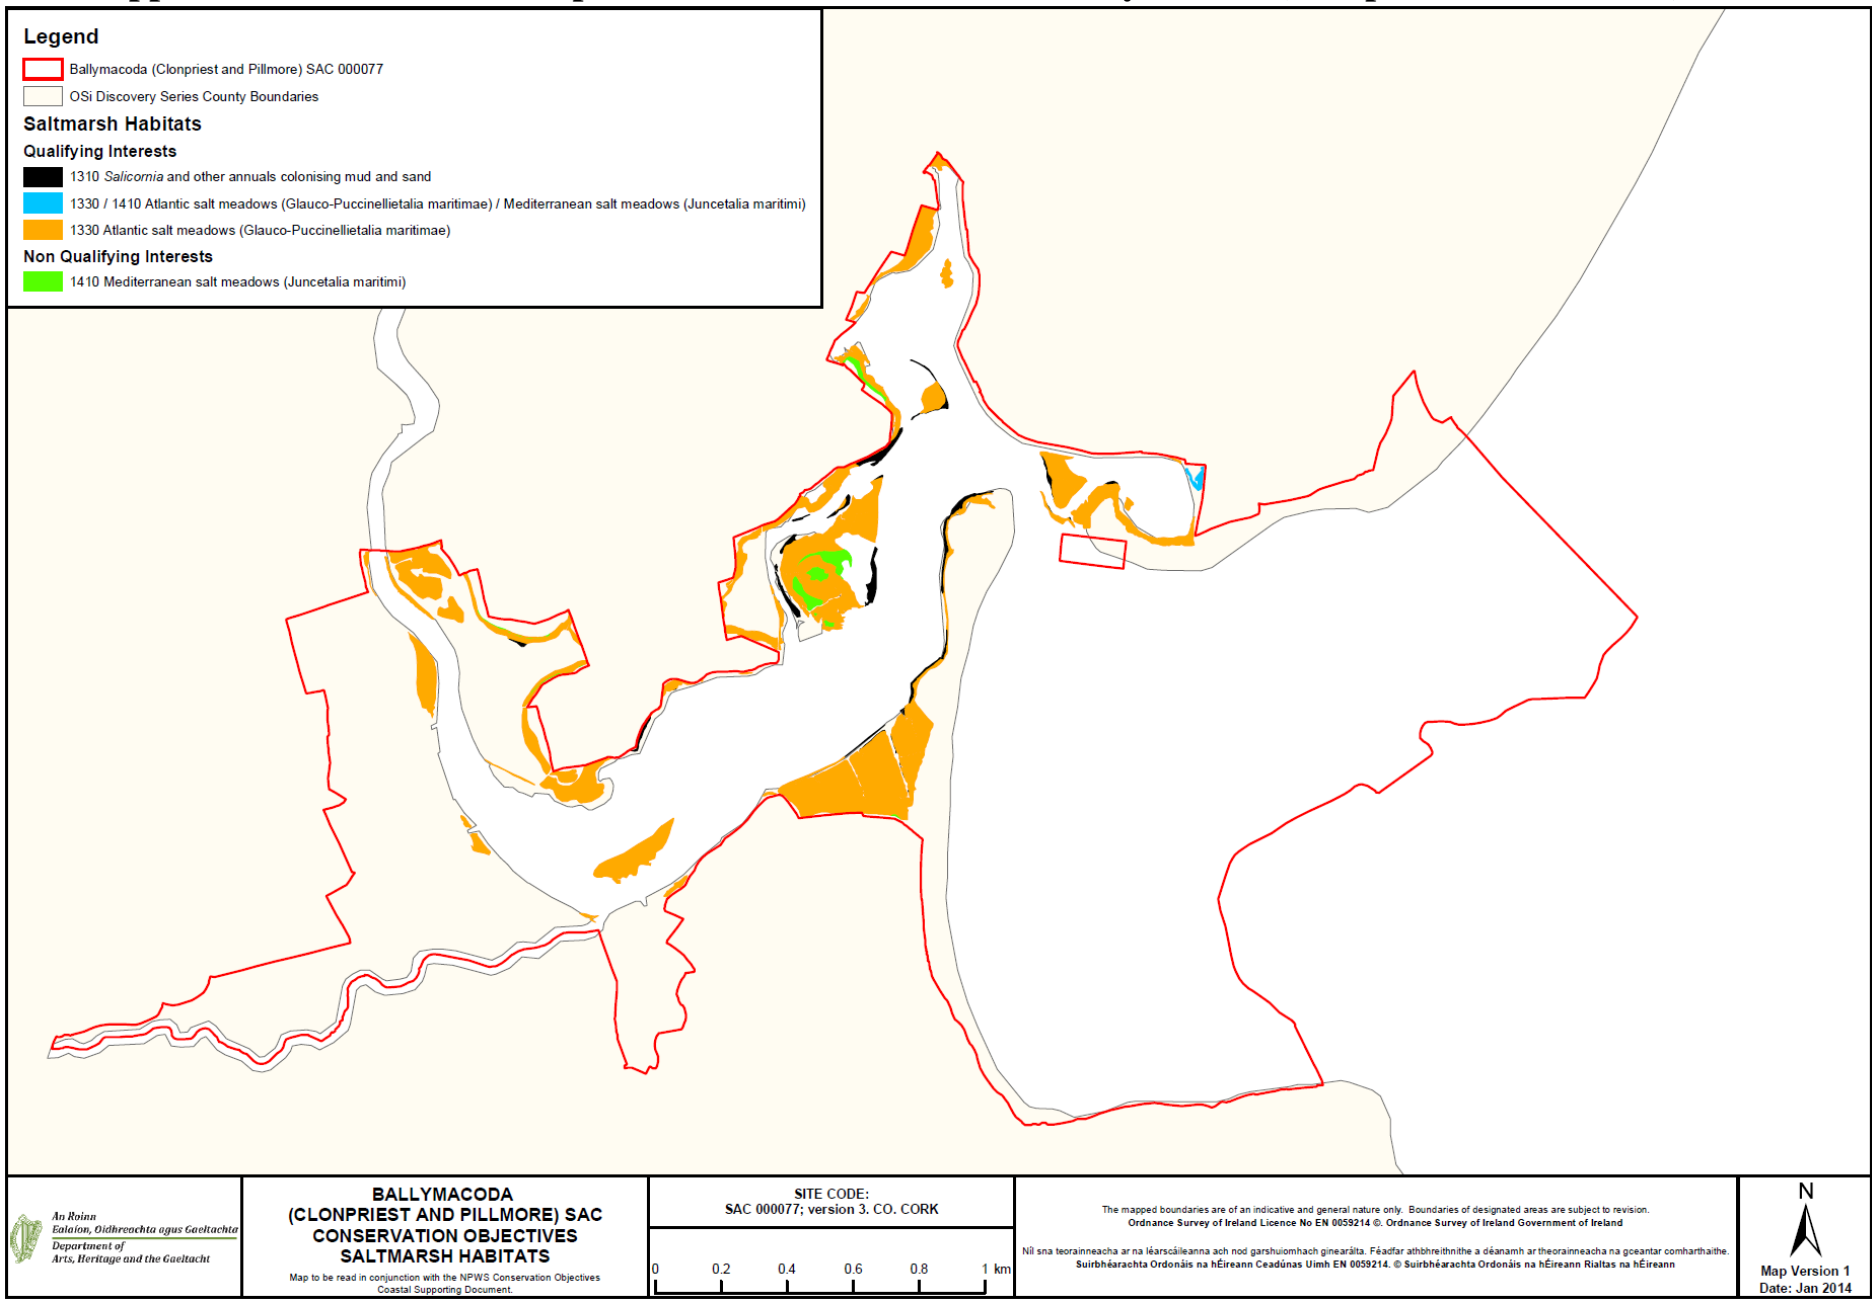 Legend
Ballymacoda (Clonpriest and Pillmore) SAC 000077
OSi Discovery Series County Boundaries
Saltmarsh Habitats
Qualifying Interests
1310 Salicornia and other annuals colonising mud and sand
1330 / 1410 Atlantic salt meadows (Glauco-Puccinellietalia maritimae) / Mediterranean salt meadows (Juncetalia maritimi)
1330 Atlantic salt meadows (Glauco-Puccinellietalia maritimae)
Non Qualifying Interests
1410 Mediterranean salt meadows (Juncetalia maritimi)
An Roinn
Ealaíon, Oidhreachta agus Gaeltachta
Department of
Arts, Heritage and the Gaeltacht
BALLYMACODA
(CLONPRIEST AND PILLMORE) SAC
CONSERVATION OBJECTIVES
SALTMARSH HABITATS
Map to be read in conjunction with the NPWS Conservation Objectives
Coastal Supporting Document.
SITE CODE:
SAC 000077; version 3. CO. CORK
0 0.2 0.4 0.6 0.8 1 km
The mapped boundaries are of an indicative and general nature only. Boundaries of designated areas are subject to revision.
Ordnance Survey of Ireland Licence No EN 0059214 ©. Ordnance Survey of Ireland Government of Ireland
Níl sna teorainneacha ar na léarscáileanna ach nod garshuíomhach ginearálta. Féadfar athbhreithnithe a déanamh ar theorainneacha na gceantar comharthaithe.
Suirbhéarachta Ordonáis na hÉireann Ceadúnas Uimh EN 0059214. © Suirbhéarachta Ordonáis na hÉireann Rialtas na hÉireann
N
Map Version 1
Date: Jan 2014